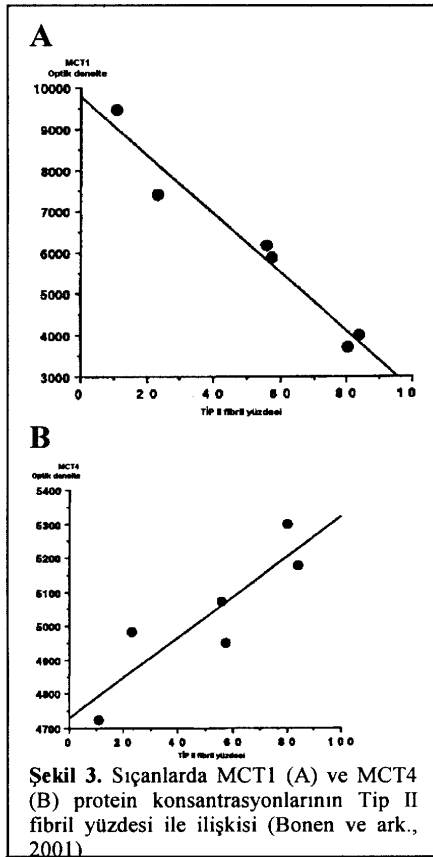 A
MCT1
Optik densite
10000
9000
8000
7000
6000
5000
4000
3000
0 20 40 60 80 10
TİP II fibril yüzdesi
B
MCT4
Optik densite
5400
5300
5200
5100
5000
4900
4800
4700
0 20 40 60 80 100
TİP II fibril yüzdesi
Şekil 3. Sıçanlarda MCT1 (A) ve MCT4
(B) protein konsantrasyonlarının Tip II
fibril yüzdesi ile ilişkisi (Bonen ve ark.,
2001)